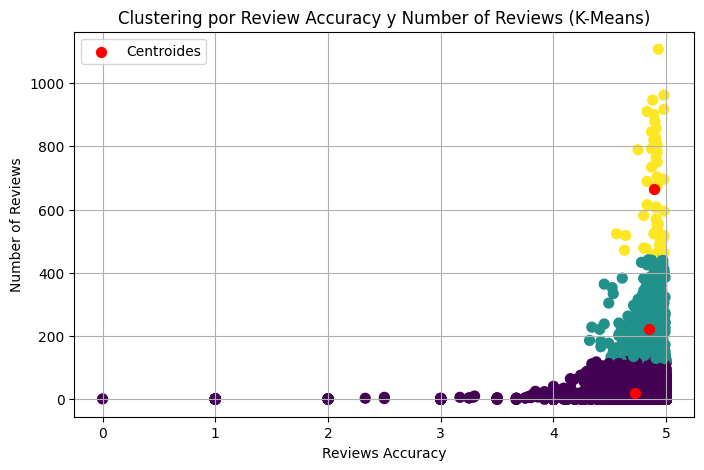 Clustering por Review Accuracy y Number of Reviews (K-Means)
Centroides
1000
800
600
400
200
0
Number of Reviews
0 1 2 3 4 5
Reviews Accuracy